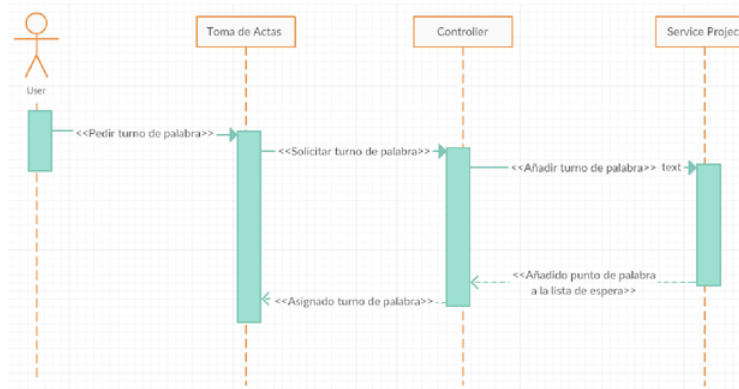 Toma de Actas
Controller
Service Projec
User
<<Pedir turno de palabra>>
<<Solicitar turno de palabra>>
<<Añadir turno de palabra>> text
<<Añadido punto de palabra
a la lista de espera>>
<<Asignado turno de palabra>>